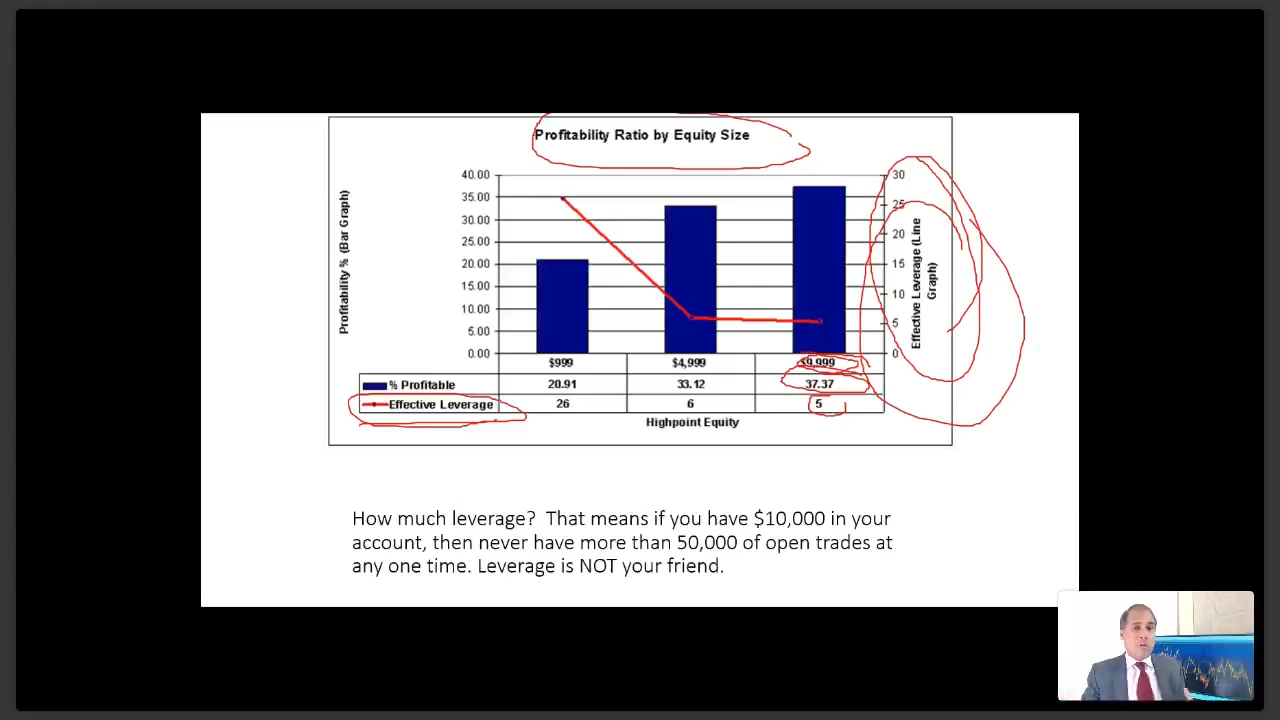 Profitability Ratio by Equity Size
Profitability % (Bar Graph)
40.00
35.00
30.00
25.00
20.00
15.00
10.00
5.00
0.00
30
25
20
15
10
5
0
Effective Leverage (Line
Graph)
$999 $4,999 $9,999
% Profitable 20.91 33.12 37.37
Effective Leverage 26 6 5
Highpoint Equity
How much leverage? That means if you have $10,000 in your
account, then never have more than 50,000 of open trades at
any one time. Leverage is NOT your friend.